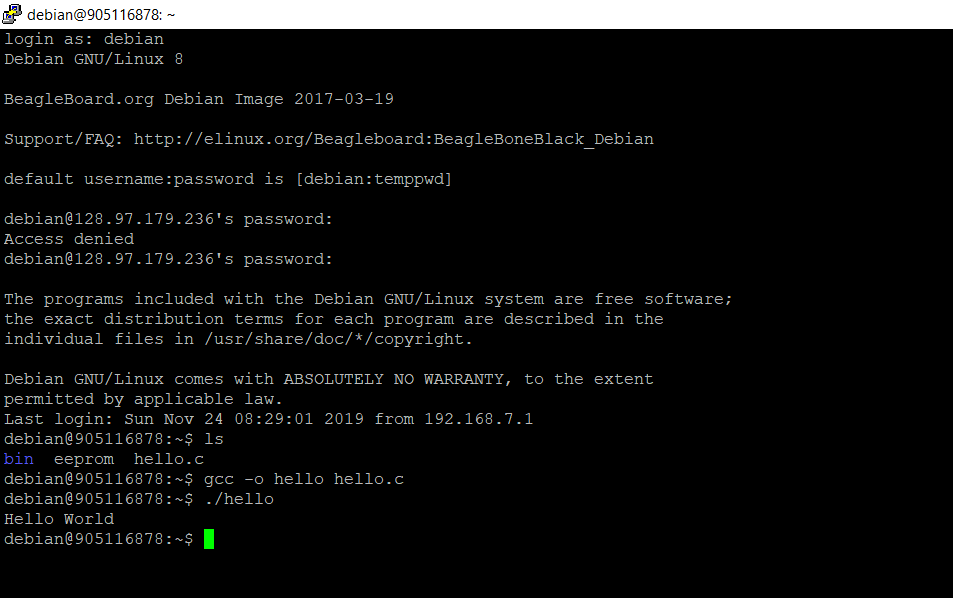 debian@905116878: ~
login as: debian
Debian GNU/Linux 8
BeagleBoard.org Debian Image 2017-03-19
Support/FAQ: http://elinux.org/Beagleboard:BeagleBoneBlack_Debian
default username:password is [debian:temppwd]
debian@128.97.179.236's password:
Access denied
debian@128.97.179.236's password:
The programs included with the Debian GNU/Linux system are free software;
the exact distribution terms for each program are described in the
individual files in /usr/share/doc/*/copyright.
Debian GNU/Linux comes with ABSOLUTELY NO WARRANTY, to the extent
permitted by applicable law.
Last login: Sun Nov 24 08:29:01 2019 from 192.168.7.1
debian@905116878:~$ ls
bin  eeprom  hello.c
debian@905116878:~$ gcc -o hello hello.c
debian@905116878:~$ ./hello
Hello World
debian@905116878:~$